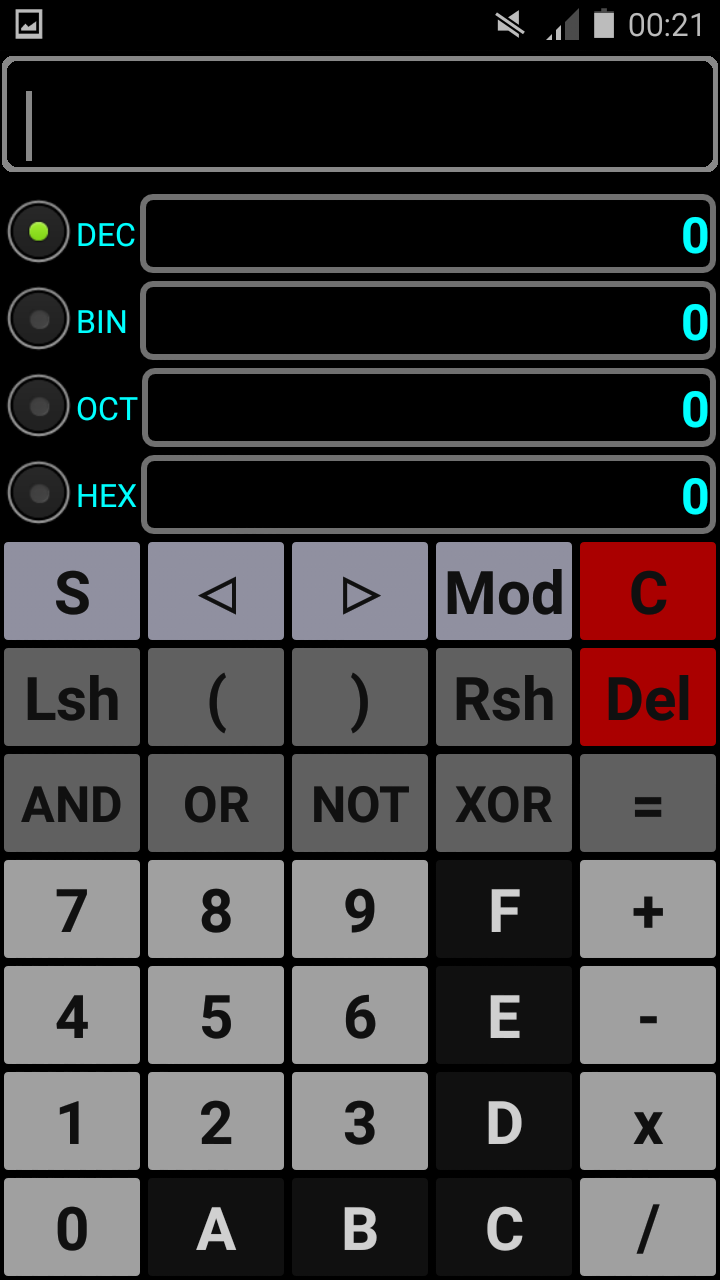 00:21
DEC 0
BIN 0
OCT 0
HEX 0
S ◁ ▷ Mod C
Lsh ( ) Rsh Del
AND OR NOT XOR =
7 8 9 F +
4 5 6 E -
1 2 3 D x
0 A B C /